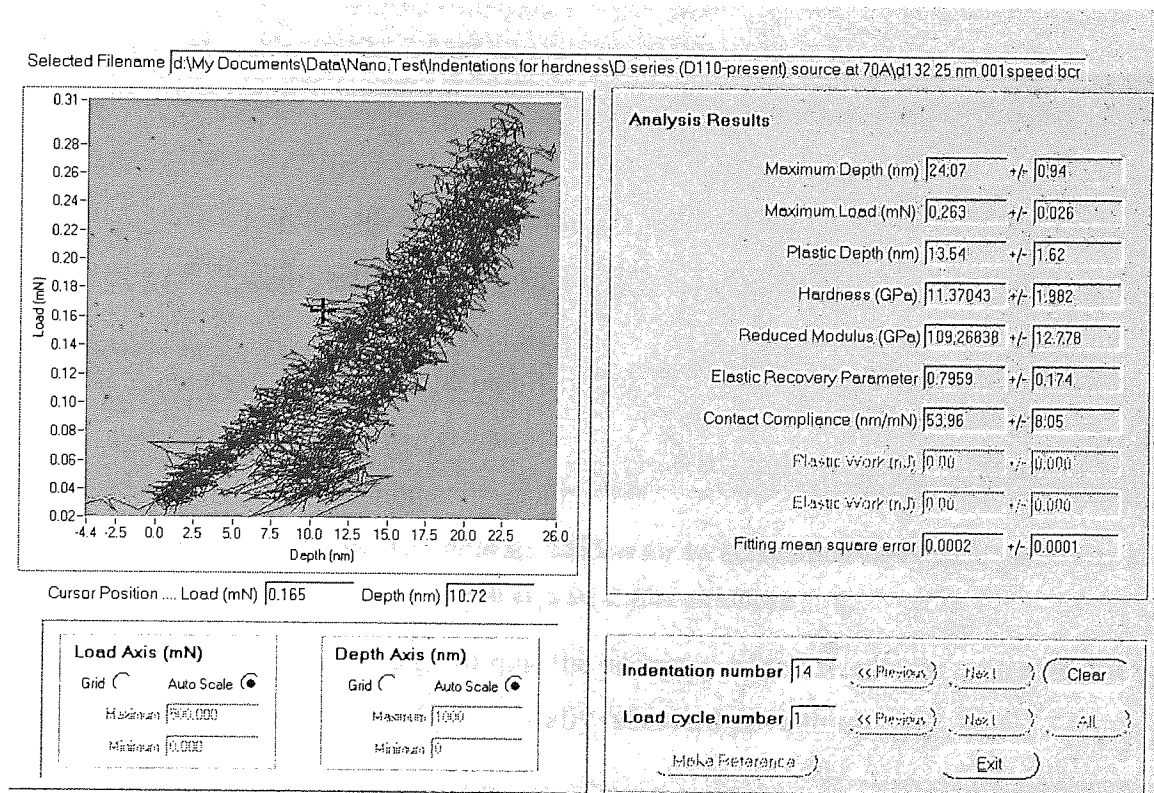 Selected Filename d:\My Documents\Data\Nano Test\Indentations for hardness\D series (D110-present) source at 70A\d132 25 nm 001speed bcr
0.31
0.28
0.26
0.24
0.22
0.20
0.18
0.16
0.14
0.12
0.10
0.08
0.06
0.04
0.02
Load (mN)
-4.4 -2.5 0.0 2.5 5.0 7.5 10.0 12.5 15.0 17.5 20.0 22.5 26.0
Depth (nm)
Cursor Position .... Load (mN) 0.165 Depth (nm) 10.72
Load Axis (mN)
Grid Auto Scale
Maximum 500.000
Minimum 0.000
Depth Axis (nm)
Grid Auto Scale
Maximum 1000
Minimum 0
Analysis Results
Maximum Depth (nm) 24.07 +/- 0.94
Maximum Load (mN) 0.263 +/- 0.026
Plastic Depth (nm) 13.54 +/- 1.62
Hardness (GPa) 11.37043 +/- 1.982
Reduced Modulus (GPa) 109.26838 +/- 12.778
Elastic Recovery Parameter 0.7959 +/- 0.174
Contact Compliance (nm/mN) 53.96 +/- 8.05
Plastic Work (nJ) 0.00 +/- 0.000
Elastic Work (nJ) 0.00 +/- 0.000
Fitting mean square error 0.0002 +/- 0.0001
Indentation number 14 << Previous Next Clear
Load cycle number 1 << Previous Next All
Make Reference Exit